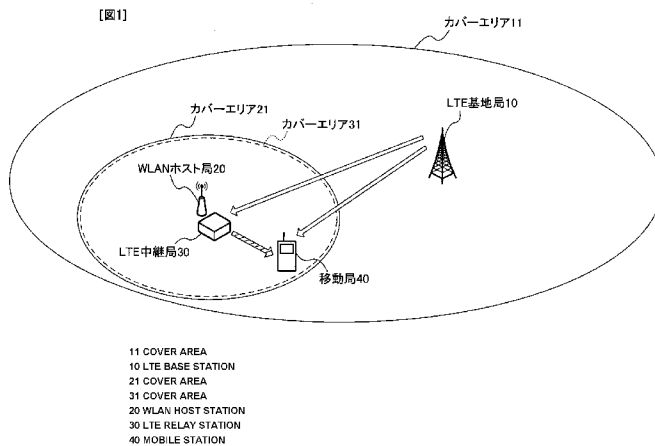 [図1]
カバーエリア11
LTE基地局10
カバーエリア21
カバーエリア31
WLANホスト局20
LTE中継局30
移動局40
11 COVER AREA
10 LTE BASE STATION
21 COVER AREA
31 COVER AREA
20 WLAN HOST STATION
30 LTE RELAY STATION
40 MOBILE STATION